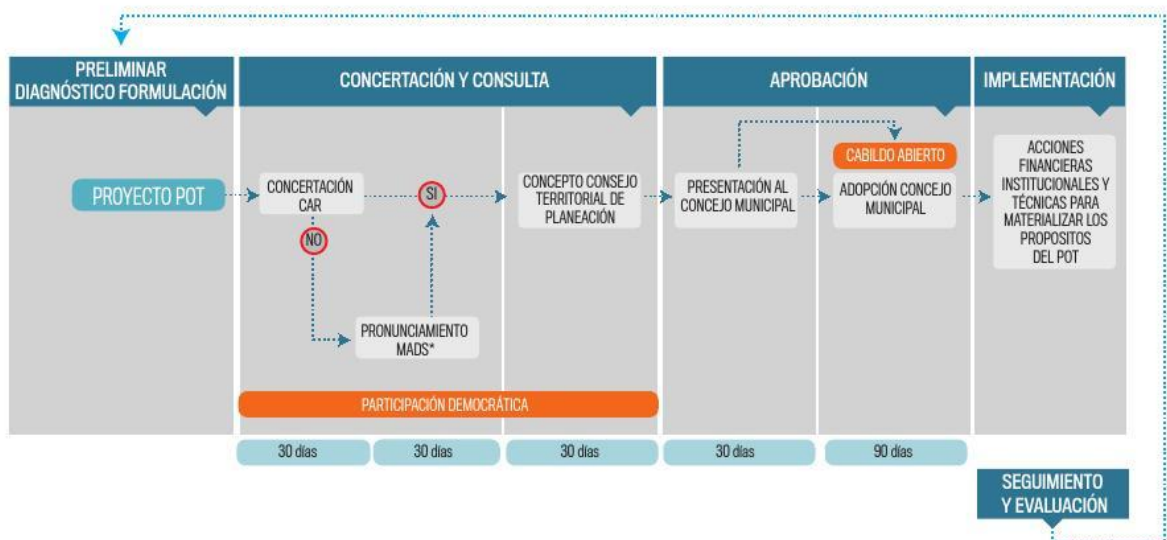 PRELIMINAR
DIAGNÓSTICO FORMULACIÓN
CONCERTACIÓN Y CONSULTA
APROBACIÓN
IMPLEMENTACIÓN
PROYECTO POT
CONCERTACIÓN
CAR
NO
SI
PRONUNCIAMIENTO
MADS*
CONCEPTO CONSEJO
TERRITORIAL DE
PLANEACIÓN
PRESENTACIÓN AL
CONCEJO MUNICIPAL
CABILDO ABIERTO
ADOPCIÓN CONCEJO
MUNICIPAL
ACCIONES
FINANCIERAS
INSTITUCIONALES Y
TÉCNICAS PARA
MATERIALIZAR LOS
PROPOSITOS
DEL POT
PARTICIPACIÓN DEMOCRÁTICA
30 días
30 días
30 días
30 días
90 días
SEGUIMIENTO
Y EVALUACIÓN